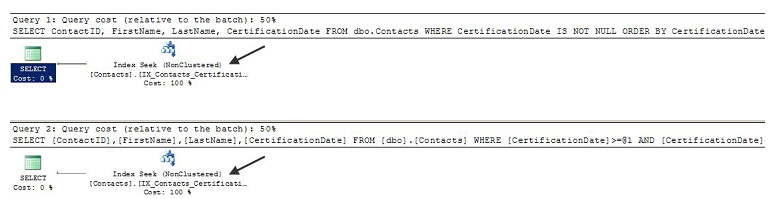 Query 1: Query cost (relative to the batch): 50%
SELECT ContactID, FirstName, LastName, CertificationDate FROM dbo.Contacts WHERE CertificationDate IS NOT NULL ORDER BY CertificationDate
SELECT
Cost: 0 %
Index Seek (NonClustered)
[Contacts].[IX_Contacts_Certificati…
Cost: 100 %
Query 2: Query cost (relative to the batch): 50%
SELECT [ContactID],[FirstName],[LastName],[CertificationDate] FROM [dbo].[Contacts] WHERE [CertificationDate]>=@1 AND [CertificationDate]
SELECT
Cost: 0 %
Index Seek (NonClustered)
[Contacts].[IX_Contacts_Certificati…
Cost: 100 %